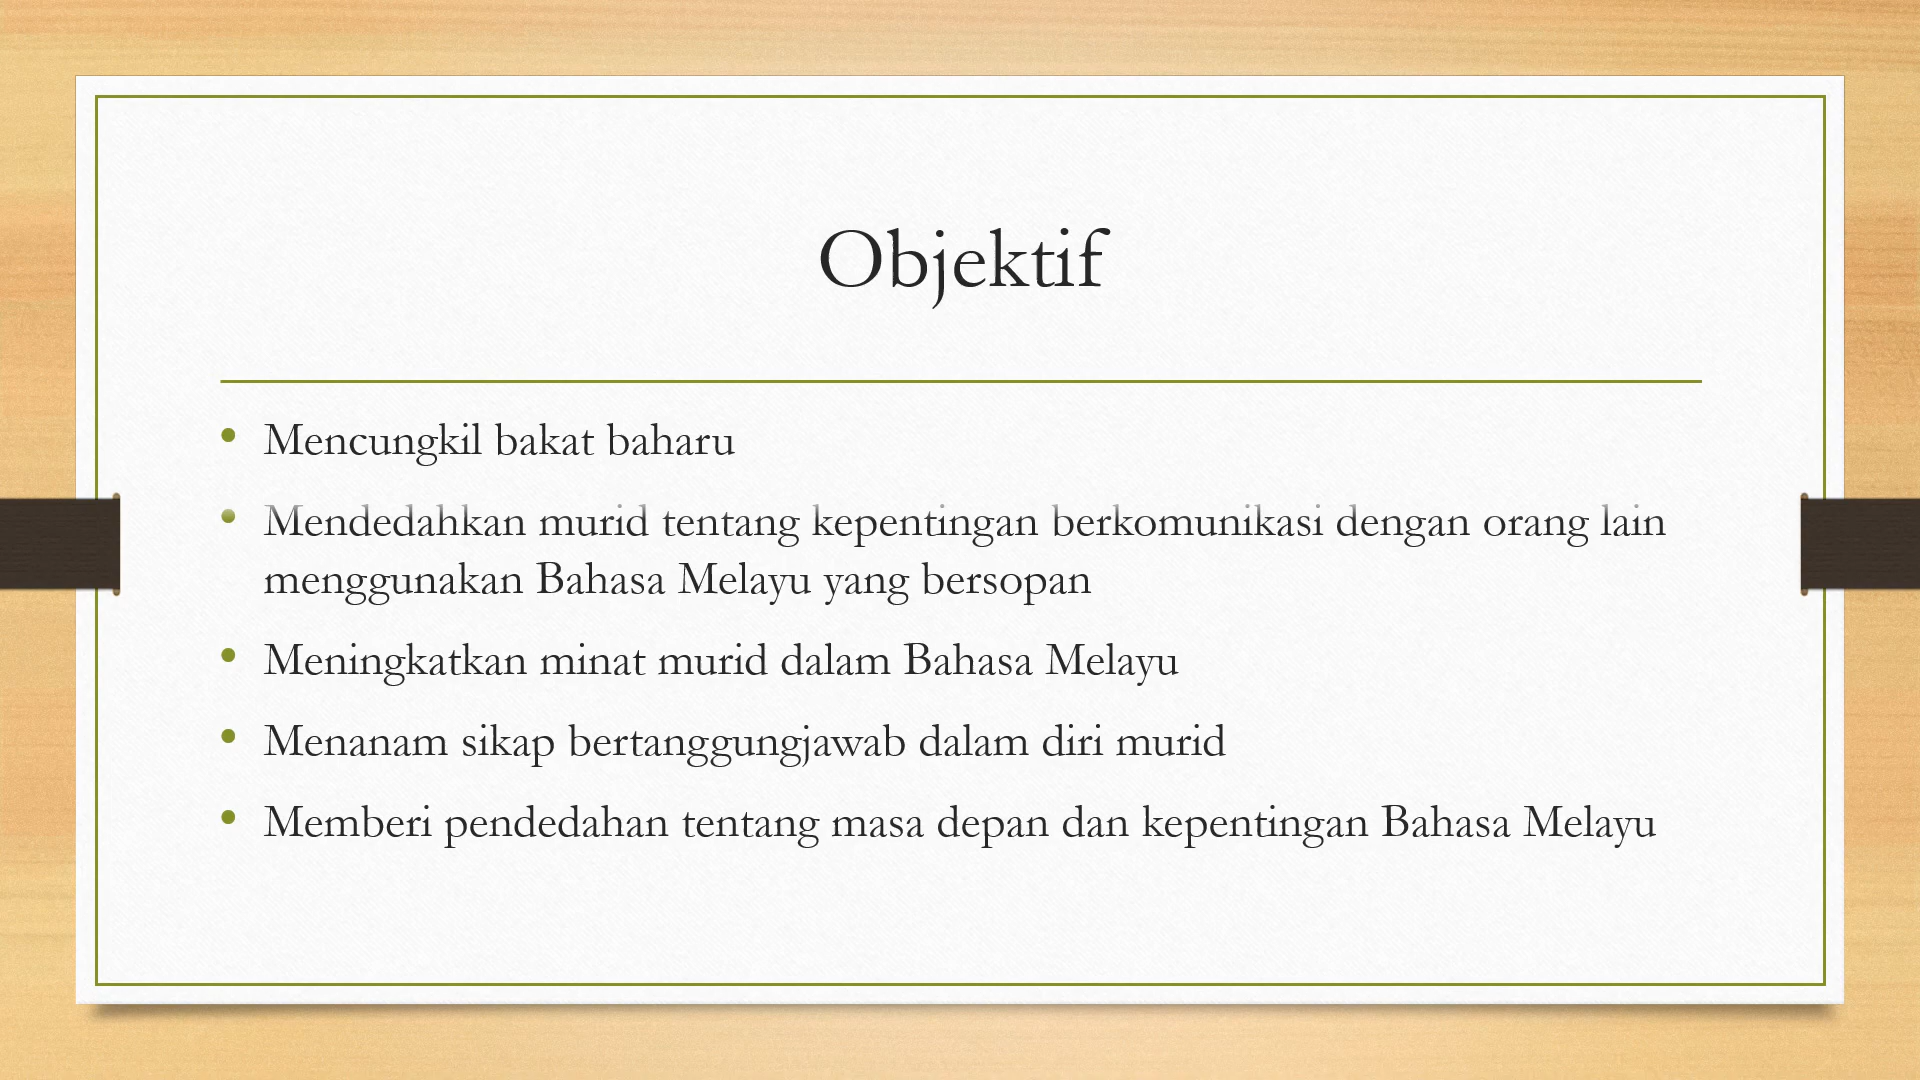 Objektif
• Mencungkil bakat baharu
• Mendedahkan murid tentang kepentingan berkomunikasi dengan orang lain
menggunakan Bahasa Melayu yang bersopan
• Meningkatkan minat murid dalam Bahasa Melayu
• Menanam sikap bertanggungjawab dalam diri murid
• Memberi pendedahan tentang masa depan dan kepentingan Bahasa Melayu